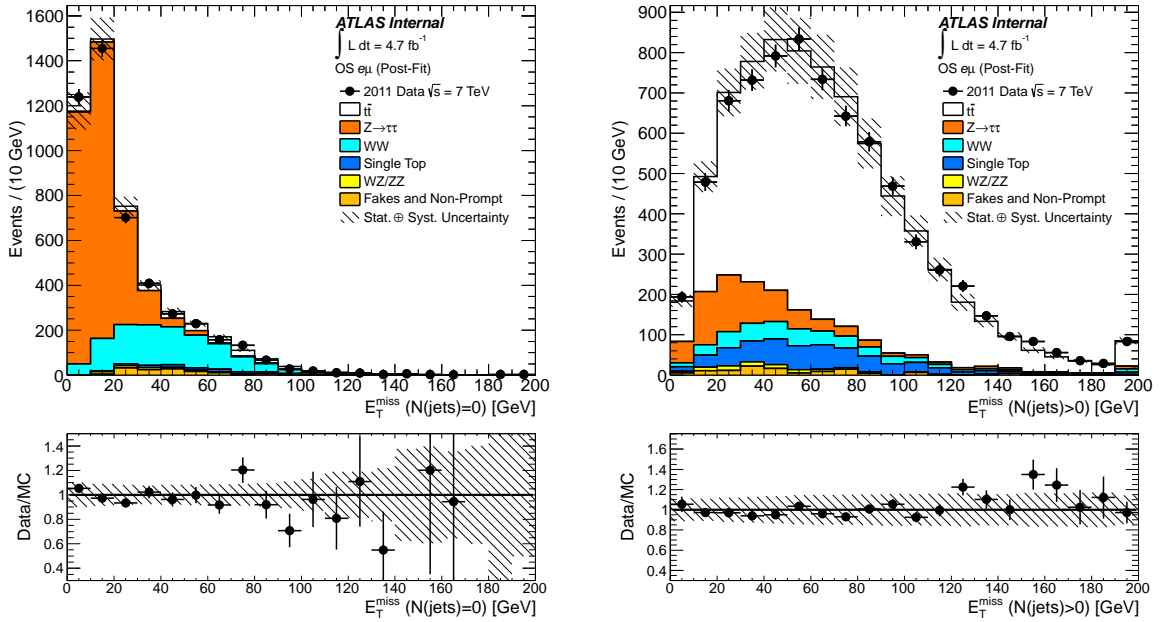 ATLAS Internal
∫ L dt = 4.7 fb⁻¹
OS eμ (Post-Fit)
2011 Data √s = 7 TeV
tt̄
Z→ττ
WW
Single Top
WZ/ZZ
Fakes and Non-Prompt
Stat. ⊕ Syst. Uncertainty
Events / (10 GeV)
1600
1400
1200
1000
800
600
400
200
0
0 20 40 60 80 100 120 140 160 180 200
E_T^miss (N(jets)=0) [GeV]
Data/MC
1.4
1.2
1
0.8
0.6
0.4
0 20 40 60 80 100 120 140 160 180 200
E_T^miss (N(jets)=0) [GeV]
ATLAS Internal
∫ L dt = 4.7 fb⁻¹
OS eμ (Post-Fit)
2011 Data √s = 7 TeV
tt̄
Z→ττ
WW
Single Top
WZ/ZZ
Fakes and Non-Prompt
Stat. ⊕ Syst. Uncertainty
Events / (10 GeV)
900
800
700
600
500
400
300
200
100
0
0 20 40 60 80 100 120 140 160 180 200
E_T^miss (N(jets)>0) [GeV]
Data/MC
1.6
1.4
1.2
1
0.8
0.6
0.4
0 20 40 60 80 100 120 140 160 180 200
E_T^miss (N(jets)>0) [GeV]